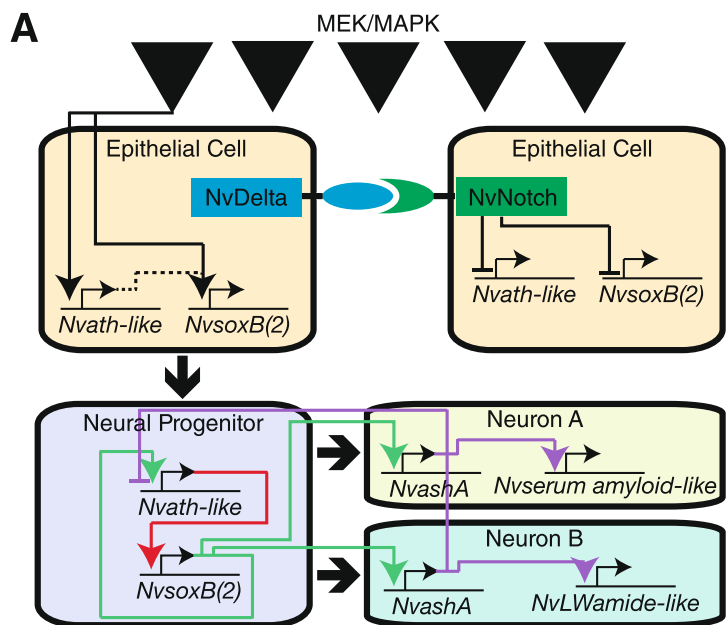 A
MEK/MAPK
Epithelial Cell
Epithelial Cell
NvDelta
NvNotch
Nvath-like
NvsoxB(2)
Nvath-like
NvsoxB(2)
Neural Progenitor
Neuron A
Nvath-like
NvashA
Nvserum amyloid-like
Neuron B
NvsoxB(2)
NvashA
NvLWamide-like